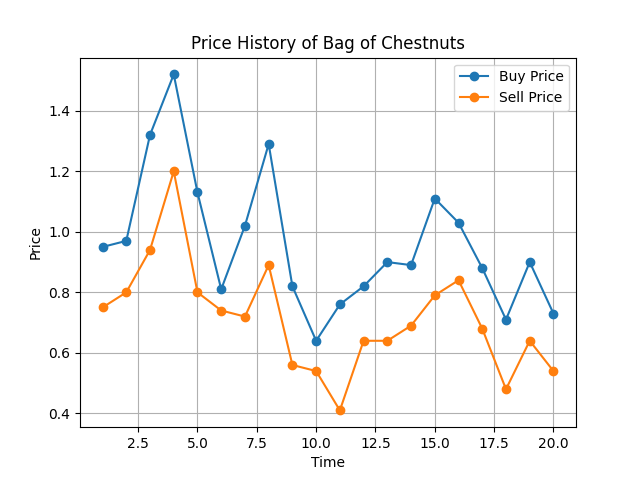 Price History of Bag of Chestnuts
Buy Price
Sell Price
1.4
1.2
1.0
0.8
0.6
0.4
Price
2.5 5.0 7.5 10.0 12.5 15.0 17.5 20.0
Time